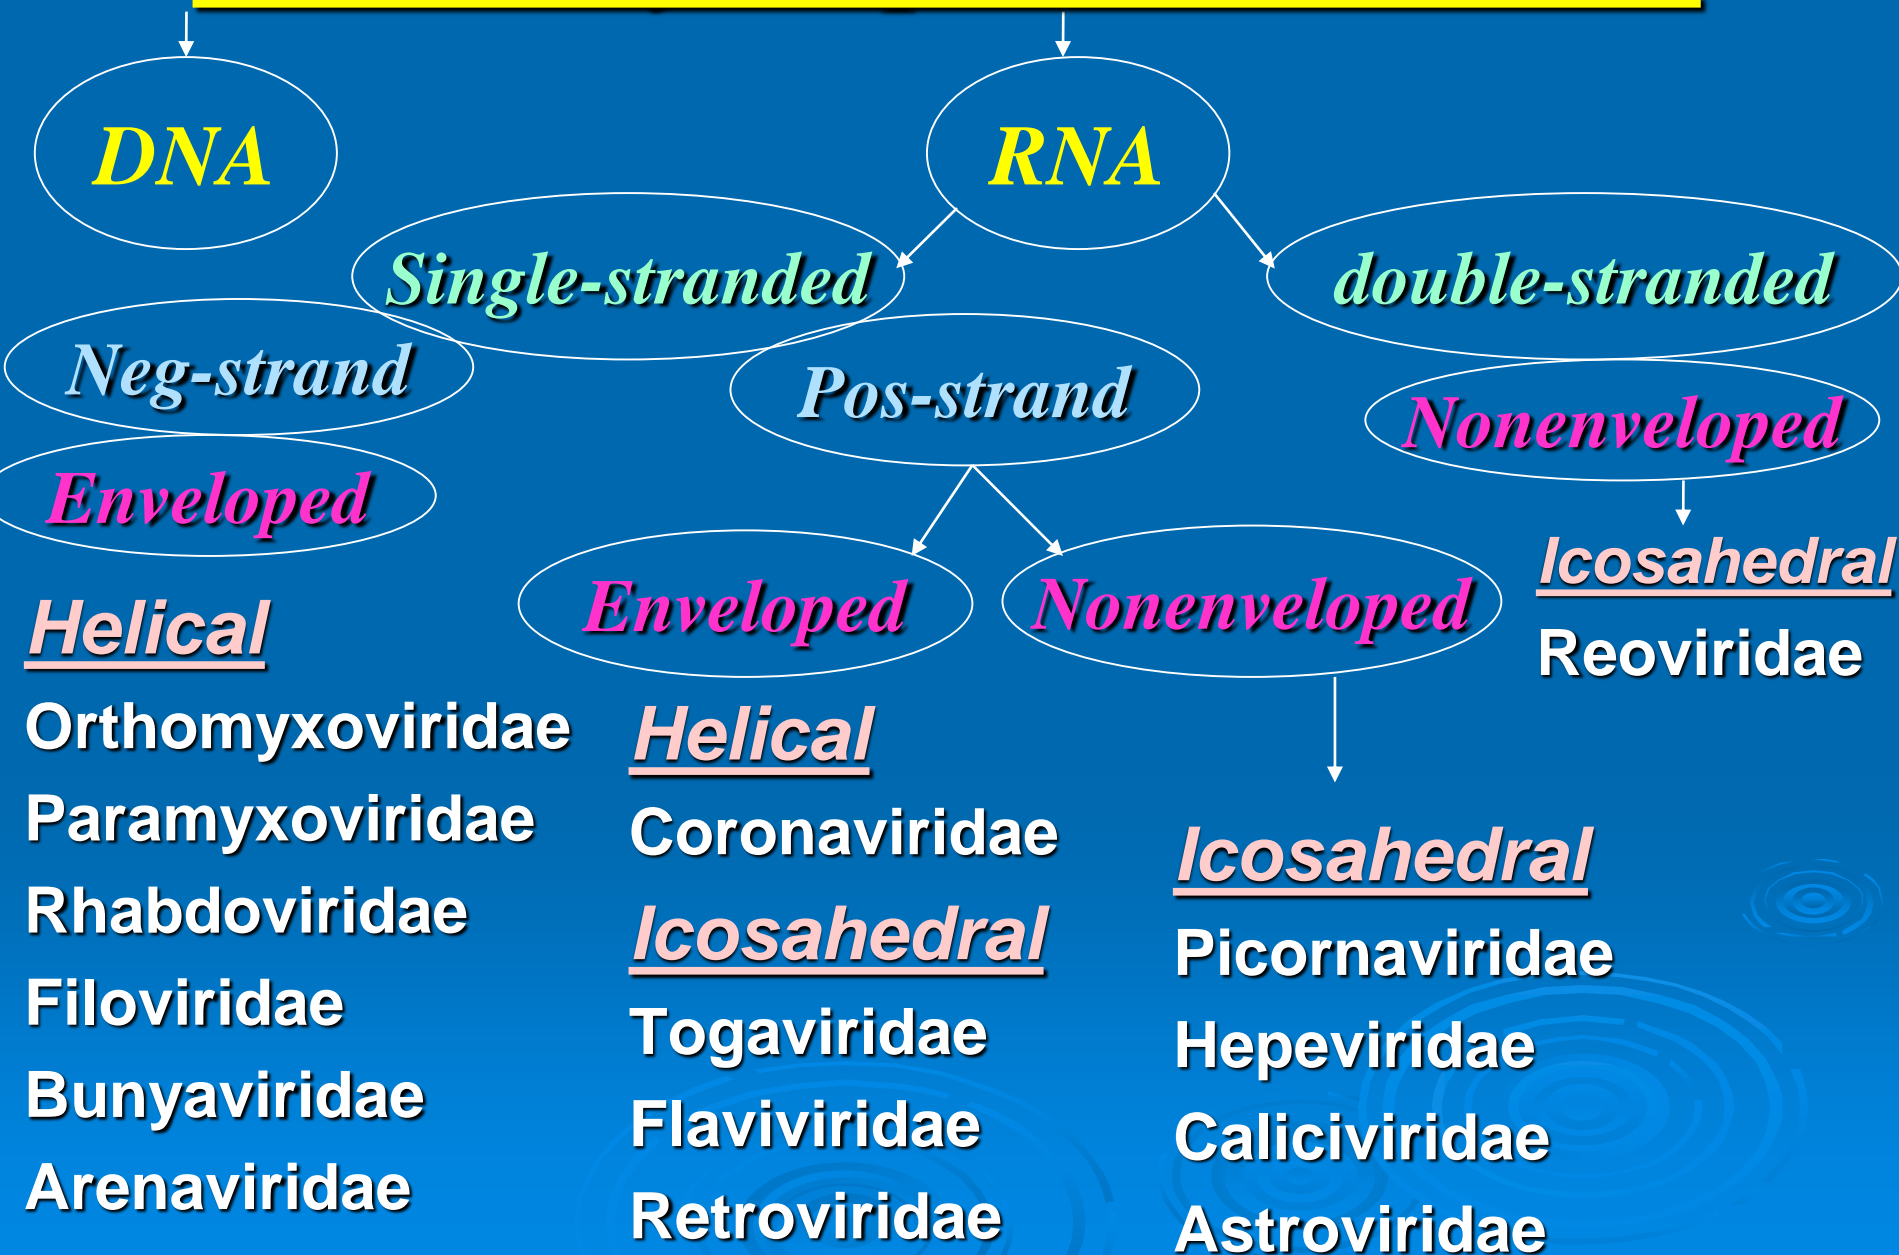 DNA
RNA
Single-stranded
double-stranded
Neg-strand
Pos-strand
Nonenveloped
Enveloped
Enveloped
Nonenveloped
Icosahedral
Reoviridae
Helical
Orthomyxoviridae
Paramyxoviridae
Rhabdoviridae
Filoviridae
Bunyaviridae
Arenaviridae
Helical
Coronaviridae
Icosahedral
Togaviridae
Flaviviridae
Retroviridae
Icosahedral
Picornaviridae
Hepeviridae
Caliciviridae
Astroviridae